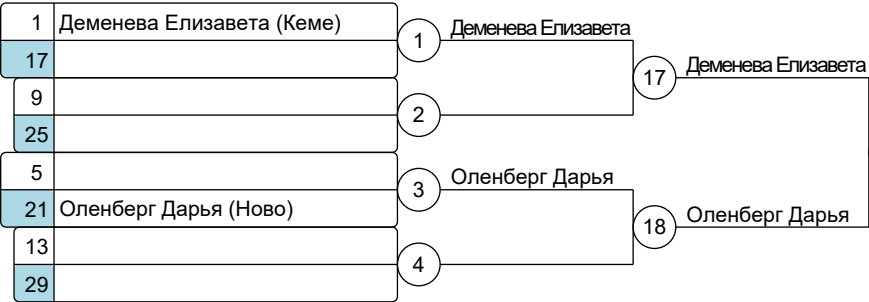 1 Деменева Елизавета (Кеме)
17
1 Деменева Елизавета
17 Деменева Елизавета
9
25
2
5
21 Оленберг Дарья (Ново)
3 Оленберг Дарья
18 Оленберг Дарья
13
29
4